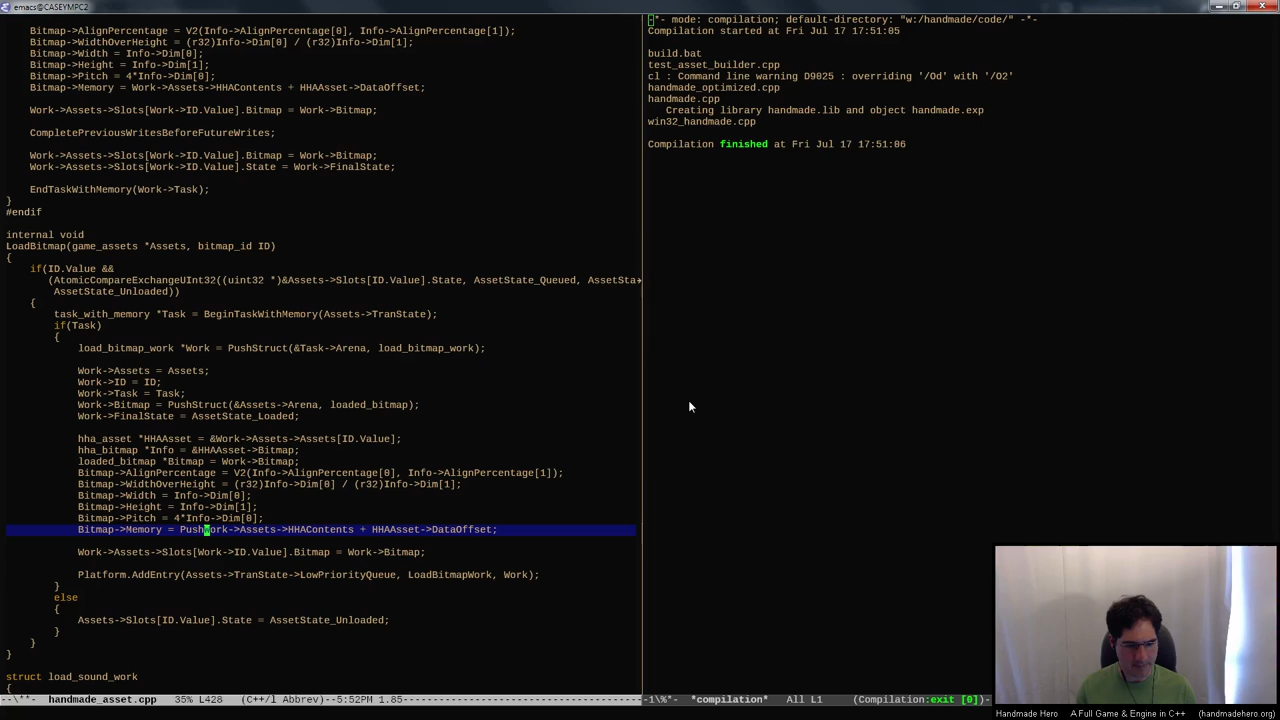 emacs@CASEYMPC2
Bitmap->AlignPercentage = V2(Info->AlignPercentage[0], Info->AlignPercentage[1]);
Bitmap->WidthOverHeight = (r32)Info->Dim[0] / (r32)Info->Dim[1];
Bitmap->Width = Info->Dim[0];
Bitmap->Height = Info->Dim[1];
Bitmap->Pitch = 4*Info->Dim[0];
Bitmap->Memory = Work->Assets->HHAContents + HHAAsset->DataOffset;
Work->Assets->Slots[Work->ID.Value].Bitmap = Work->Bitmap;
CompletePreviousWritesBeforeFutureWrites;
Work->Assets->Slots[Work->ID.Value].Bitmap = Work->Bitmap;
Work->Assets->Slots[Work->ID.Value].State = Work->FinalState;
EndTaskWithMemory(Work->Task);
}
#endif
internal void
LoadBitmap(game_assets *Assets, bitmap_id ID)
{
if(ID.Value &&
(AtomicCompareExchangeUInt32((uint32 *)&Assets->Slots[ID.Value].State, AssetState_Queued, AssetSta
AssetState_Unloaded))
{
task_with_memory *Task = BeginTaskWithMemory(Assets->TranState);
if(Task)
{
load_bitmap_work *Work = PushStruct(&Task->Arena, load_bitmap_work);
Work->Assets = Assets;
Work->ID = ID;
Work->Task = Task;
Work->Bitmap = PushStruct(&Assets->Arena, loaded_bitmap);
Work->FinalState = AssetState_Loaded;
hha_asset *HHAAsset = &Work->Assets->Assets[ID.Value];
hha_bitmap *Info = &HHAAsset->Bitmap;
loaded_bitmap *Bitmap = Work->Bitmap;
Bitmap->AlignPercentage = V2(Info->AlignPercentage[0], Info->AlignPercentage[1]);
Bitmap->WidthOverHeight = (r32)Info->Dim[0] / (r32)Info->Dim[1];
Bitmap->Width = Info->Dim[0];
Bitmap->Height = Info->Dim[1];
Bitmap->Pitch = 4*Info->Dim[0];
Bitmap->Memory = PushWork->Assets->HHAContents + HHAAsset->DataOffset;
Work->Assets->Slots[Work->ID.Value].Bitmap = Work->Bitmap;
Platform.AddEntry(Assets->TranState->LowPriorityQueue, LoadBitmapWork, Work);
}
else
{
Assets->Slots[ID.Value].State = AssetState_Unloaded;
}
}
}
struct load_sound_work
{
--\**- handmade_asset.cpp 35% L428 (C++/l Abbrev)--5:52PM 1.85
-*- mode: compilation; default-directory: "w:/handmade/code/" -*-
Compilation started at Fri Jul 17 17:51:05
build.bat
test_asset_builder.cpp
cl : Command line warning D9025 : overriding '/Od' with '/O2'
handmade_optimized.cpp
handmade.cpp
Creating library handmade.lib and object handmade.exp
win32_handmade.cpp
Compilation finished at Fri Jul 17 17:51:06
-1\%*- *compilation* All L1 (Compilation:exit [0])-
Handmade Hero A Full Game & Engine in C++ (handmadehero.org)